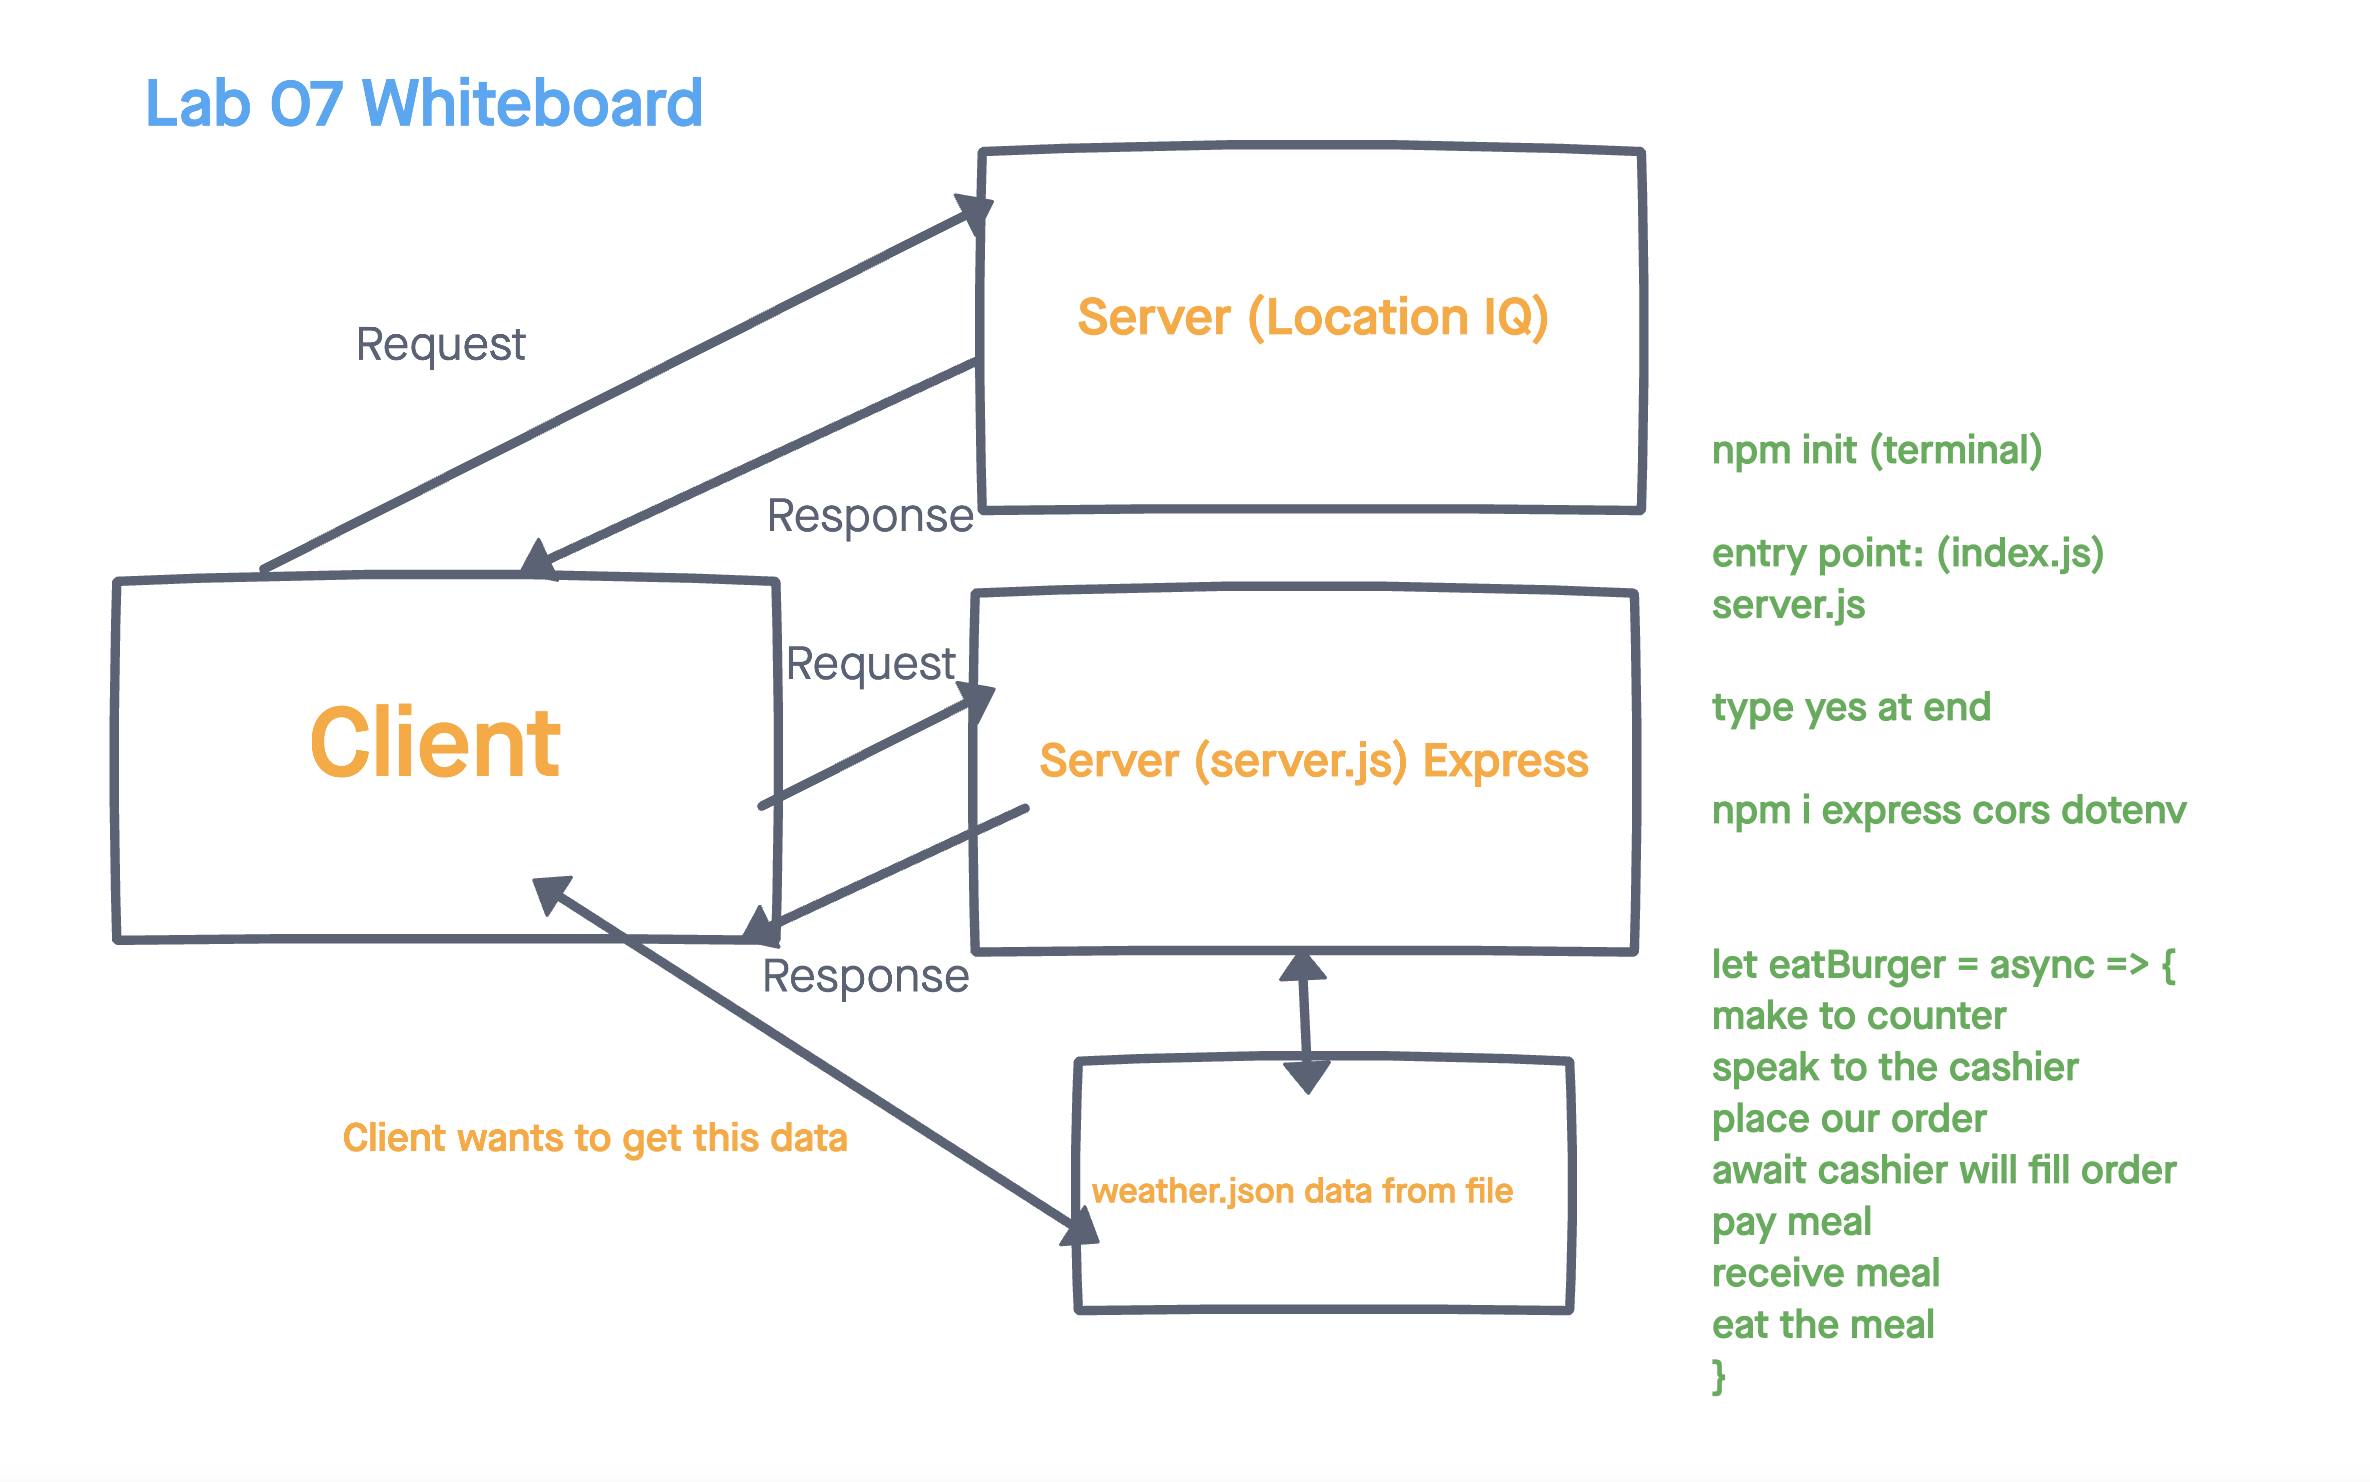 Lab 07 Whiteboard
Server (Location IQ)
Request
Response
Client
Request
Server (server.js) Express
Response
Client wants to get this data
weather.json data from file
npm init (terminal)
entry point: (index.js)
server.js
type yes at end
npm i express cors dotenv
let eatBurger = async => {
make to counter
speak to the cashier
place our order
await cashier will fill order
pay meal
receive meal
eat the meal
}